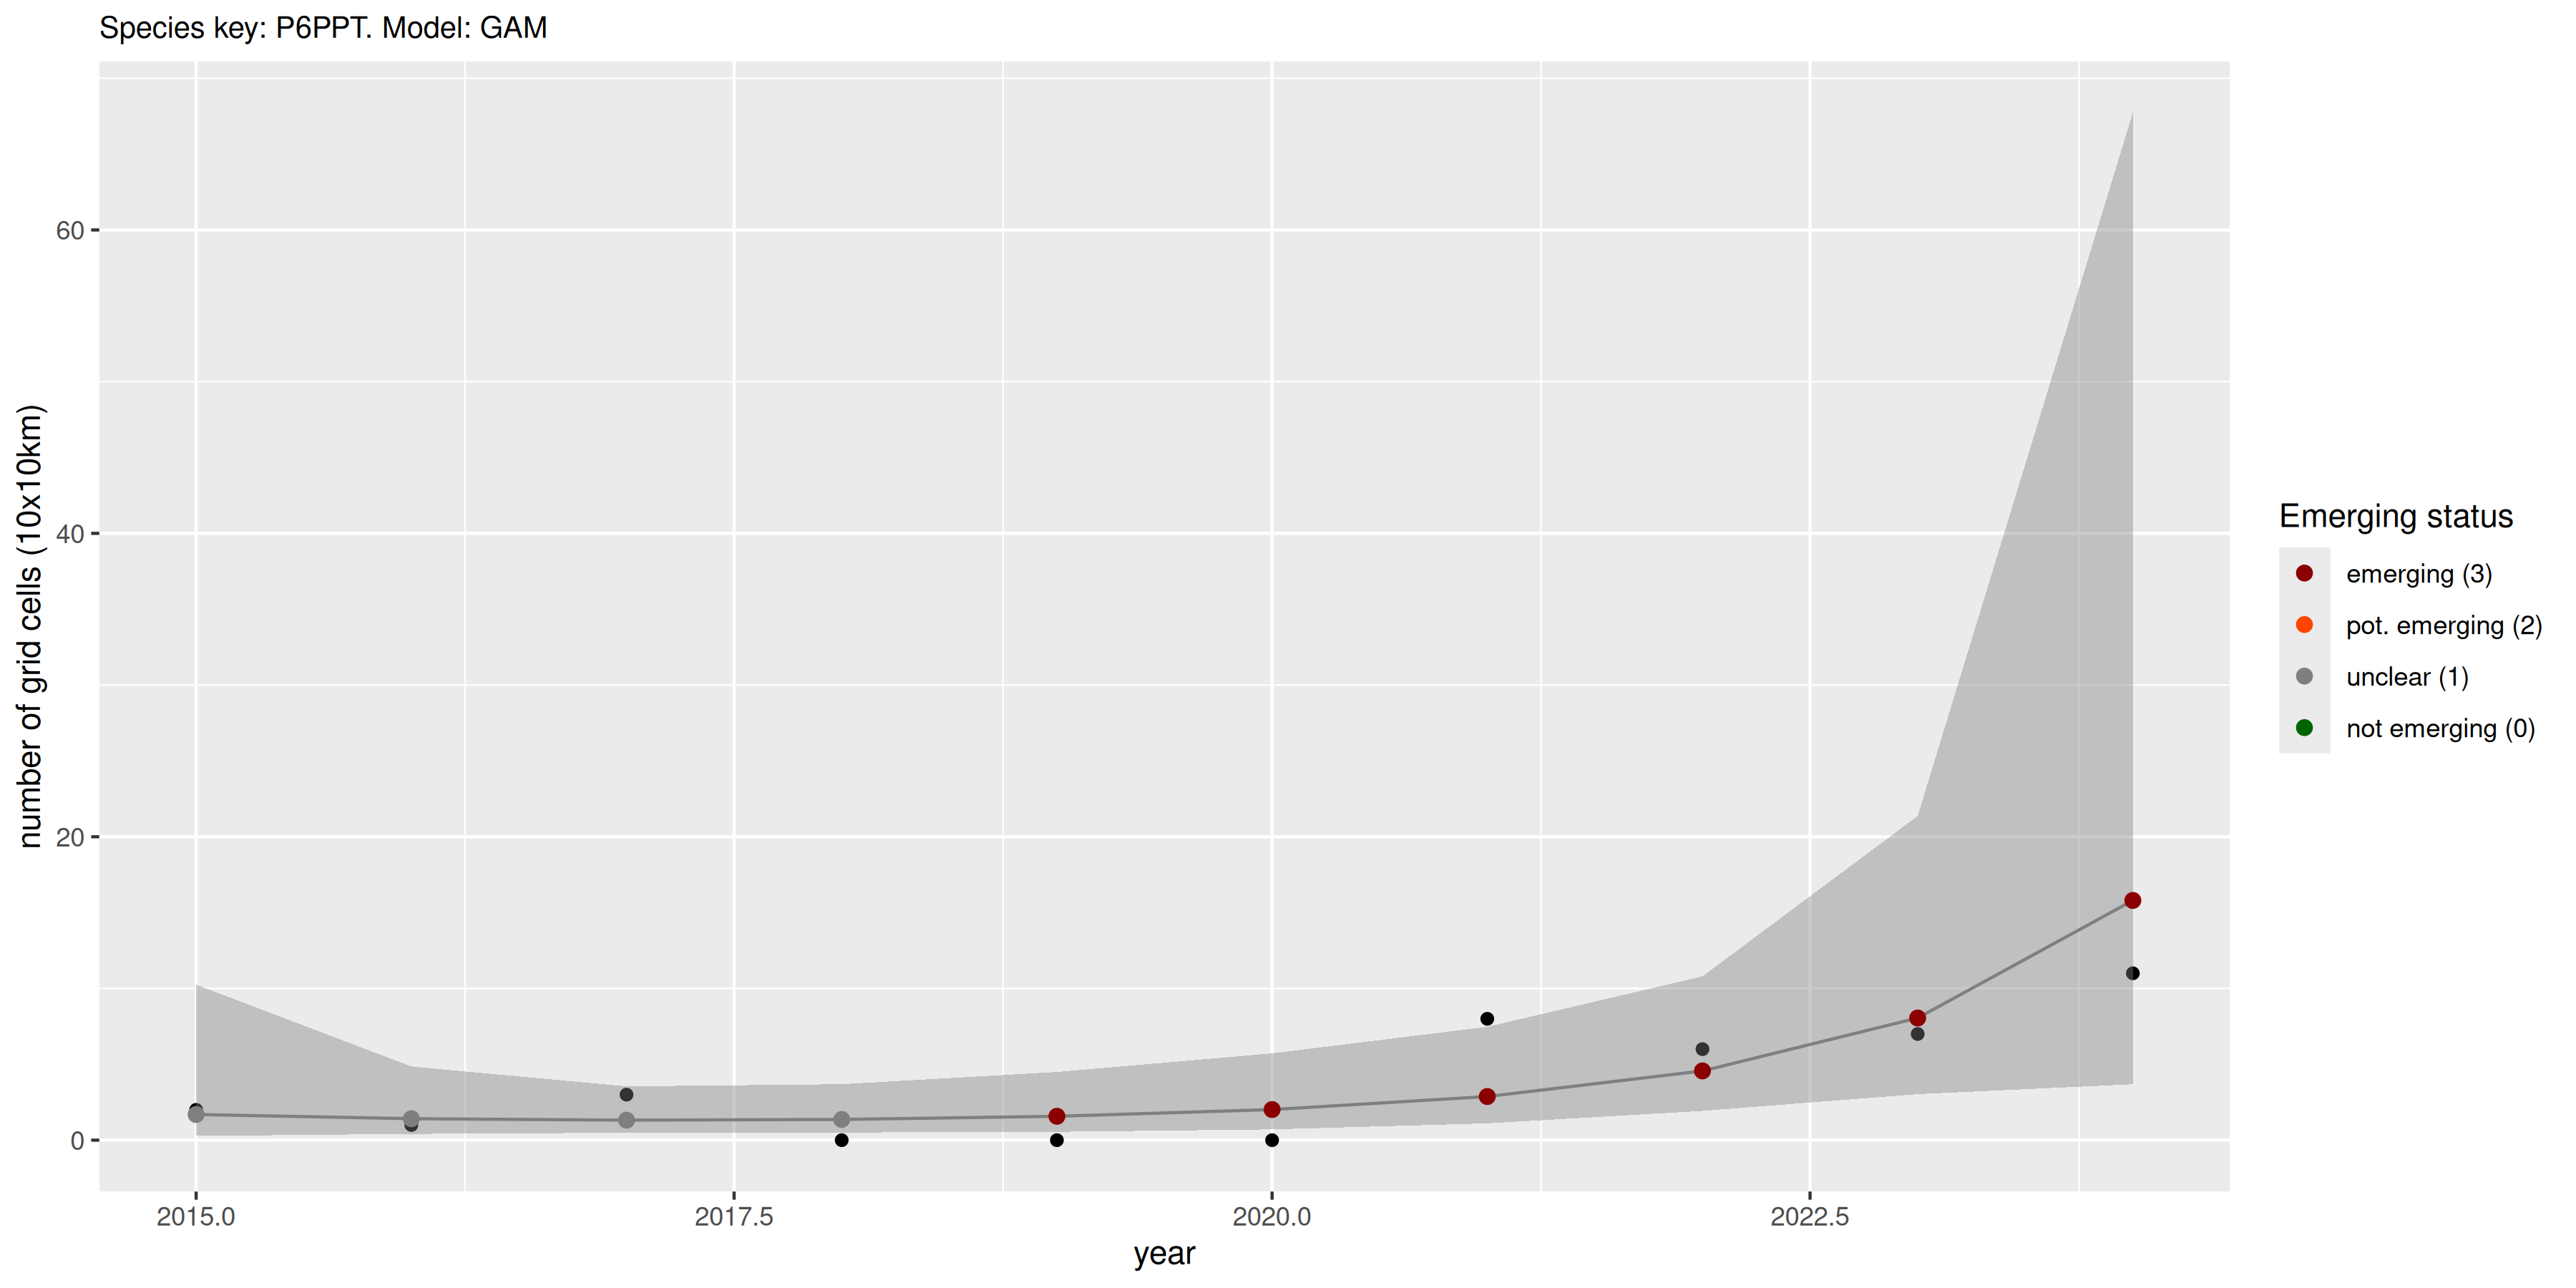 Species key: P6PPT. Model: GAM
number of grid cells (10x10km)
60
40
20
0
2015.0
2017.5
2020.0
2022.5
year
Emerging status
emerging (3)
pot. emerging (2)
unclear (1)
not emerging (0)